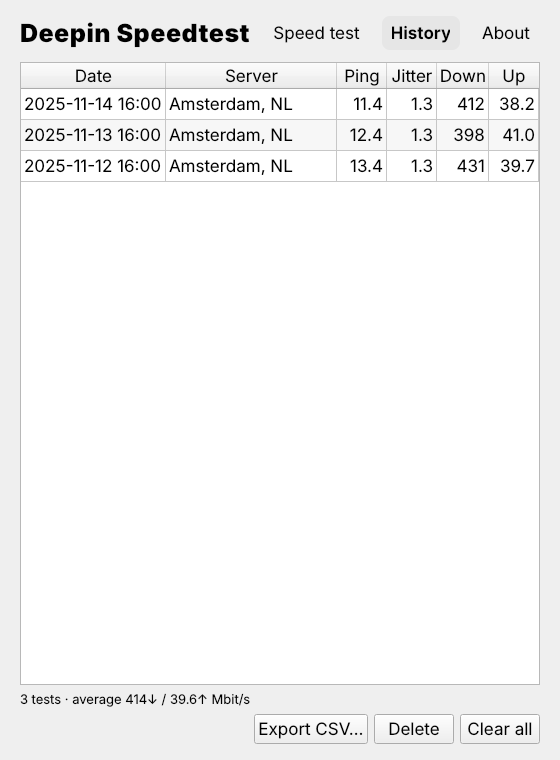 Deepin Speedtest Speed test History About
Date Server Ping Jitter Down Up
2025-11-14 16:00 Amsterdam, NL 11.4 1.3 412 38.2
2025-11-13 16:00 Amsterdam, NL 12.4 1.3 398 41.0
2025-11-12 16:00 Amsterdam, NL 13.4 1.3 431 39.7
3 tests · average 414↓ / 39.6↑ Mbit/s
Export CSV... Delete Clear all